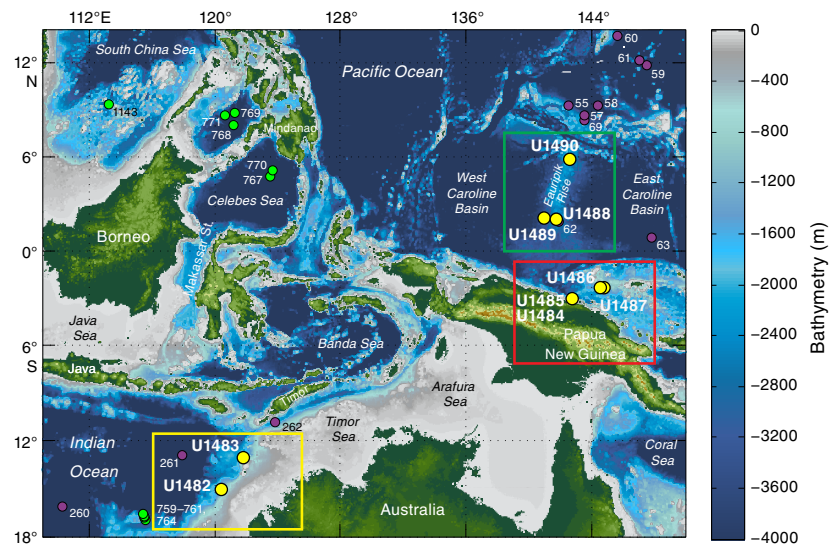 112°E 120° 128° 136° 144°
12°
N
6°
0°
6°
S
12°
18°
South China Sea
Pacific Ocean
60
61
59
1143
769
771
768
Mindanao
55
58
57
69
U1490
770
767
Celebes Sea
West
Caroline
Basin
Eauripik
Rise
East
Caroline
Basin
U1488
62
U1489
63
Borneo
Makassar St.
U1486
U1485
U1487
U1484
Java
Sea
Papua
New Guinea
Banda Sea
Java
Timor
Arafura
Sea
262
Timor
Sea
Indian
Ocean
U1483
261
U1482
Coral
Sea
260
759–761,
764
Australia
0
−400
−800
−1200
−1600
−2000
−2400
−2800
−3200
−3600
−4000
Bathymetry (m)